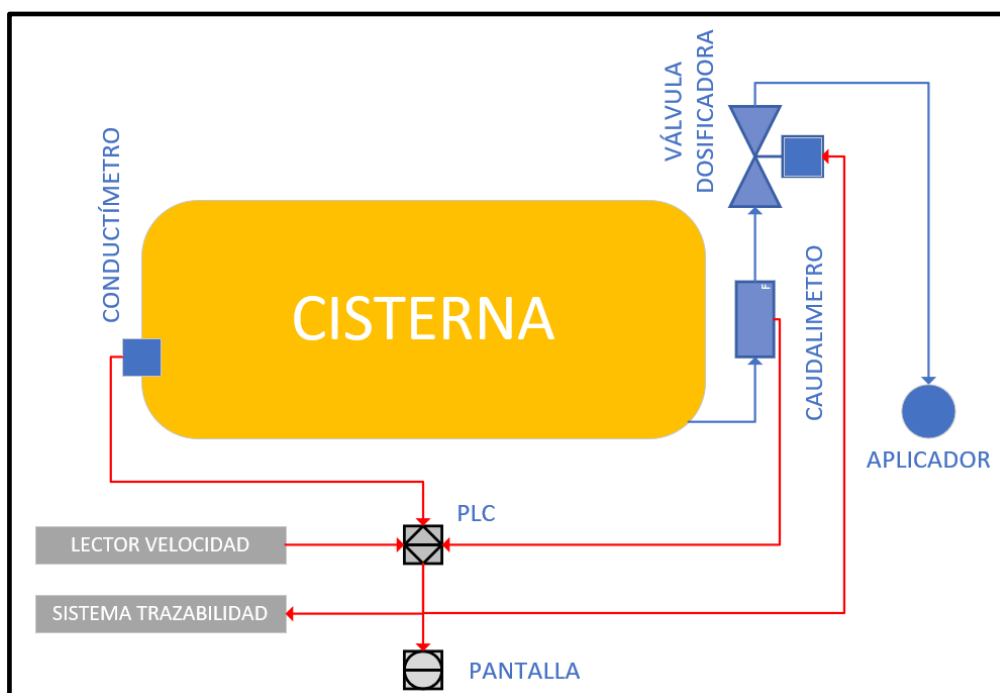 VÁLVULA
DOSIFICADORA
CONDUCTÍMETRO
CISTERNA
F
CAUDALIMETRO
APLICADOR
PLC
LECTOR VELOCIDAD
SISTEMA TRAZABILIDAD
PANTALLA